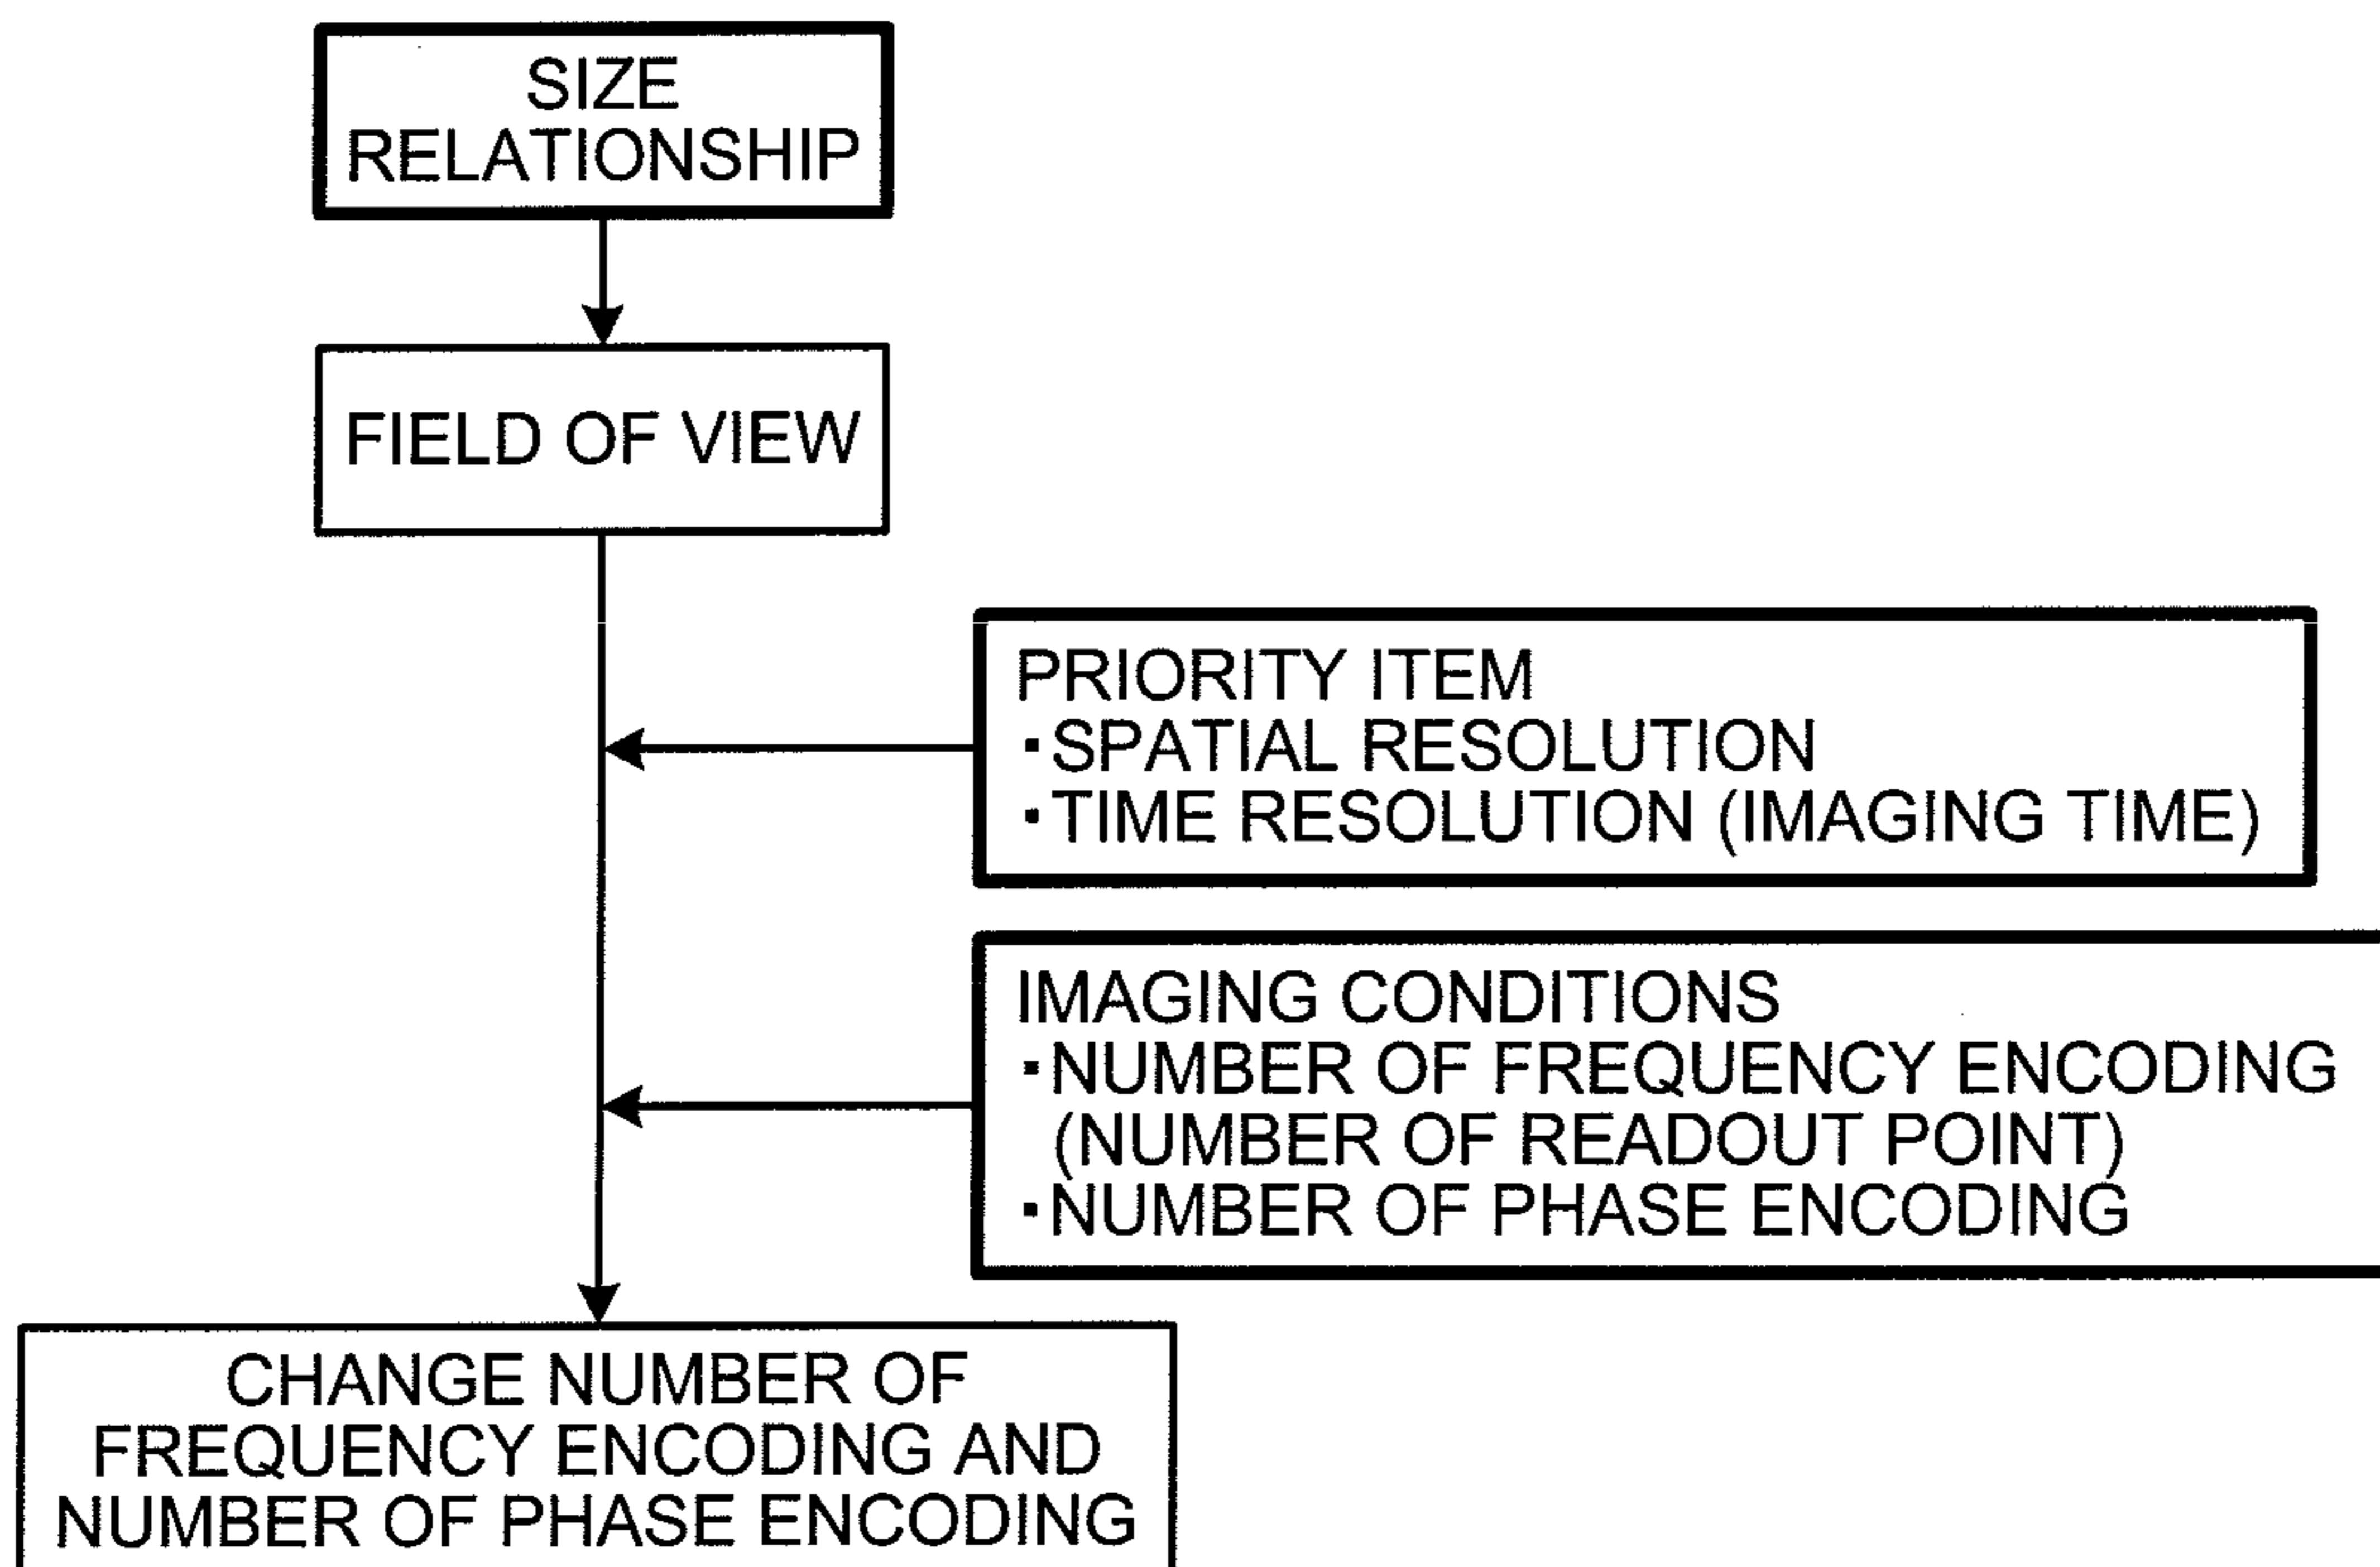 SIZE
RELATIONSHIP
FIELD OF VIEW
PRIORITY ITEM
・SPATIAL RESOLUTION
・TIME RESOLUTION (IMAGING TIME)
IMAGING CONDITIONS
・NUMBER OF FREQUENCY ENCODING
(NUMBER OF READOUT POINT)
・NUMBER OF PHASE ENCODING
CHANGE NUMBER OF
FREQUENCY ENCODING AND
NUMBER OF PHASE ENCODING